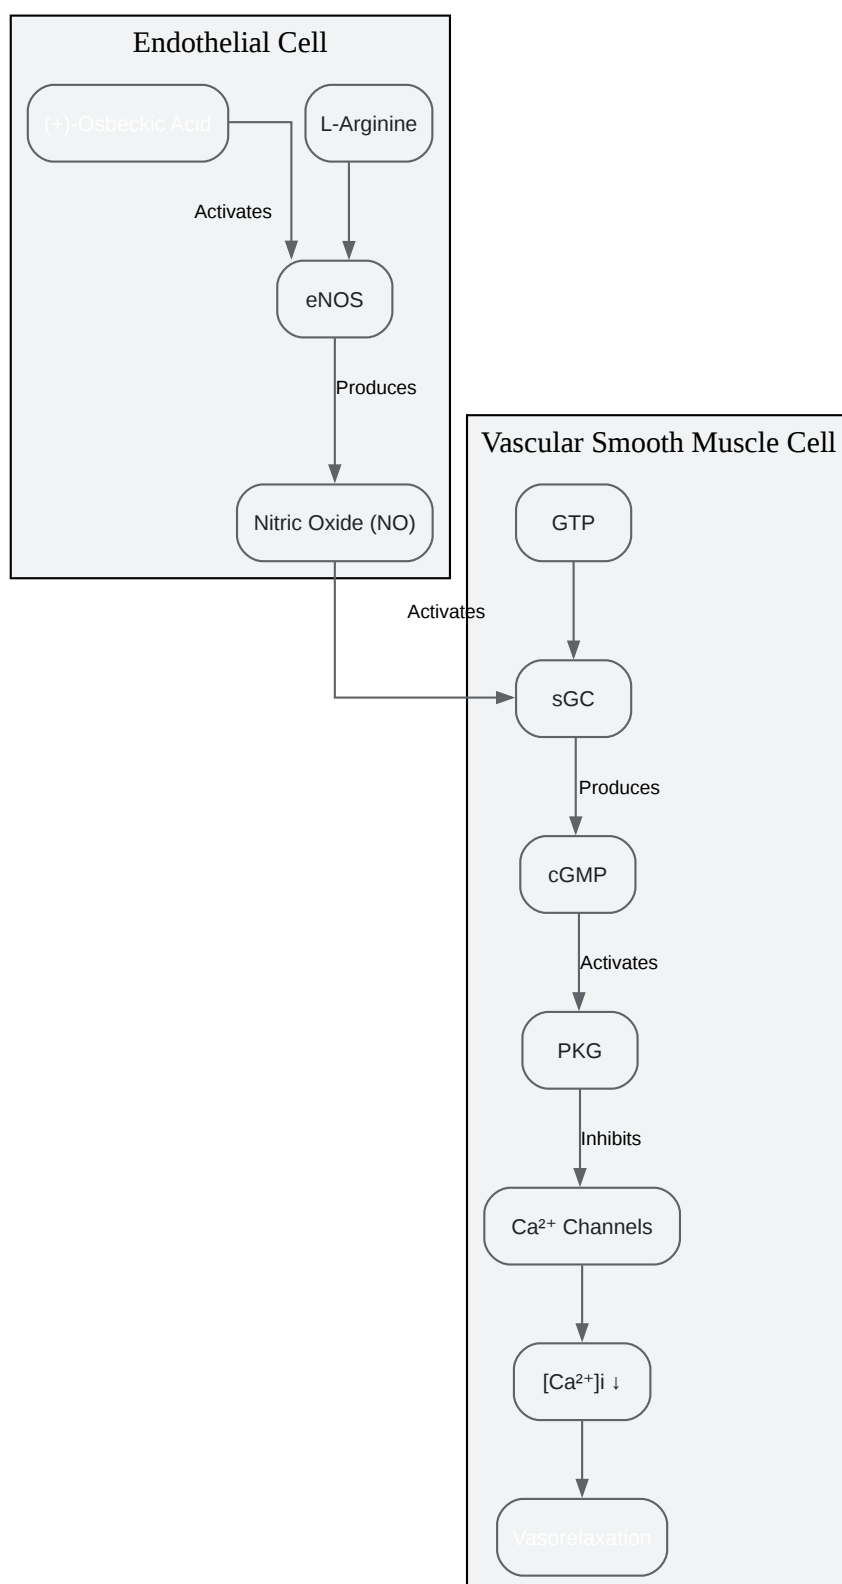 Endothelial Cell
(+)-Osbeckic Acid
L-Arginine
Activates
eNOS
Produces
Nitric Oxide (NO)
Vascular Smooth Muscle Cell
GTP
Activates
sGC
Produces
cGMP
Activates
PKG
Inhibits
Ca²⁺ Channels
[Ca²⁺]i ↓
Vasorelaxation